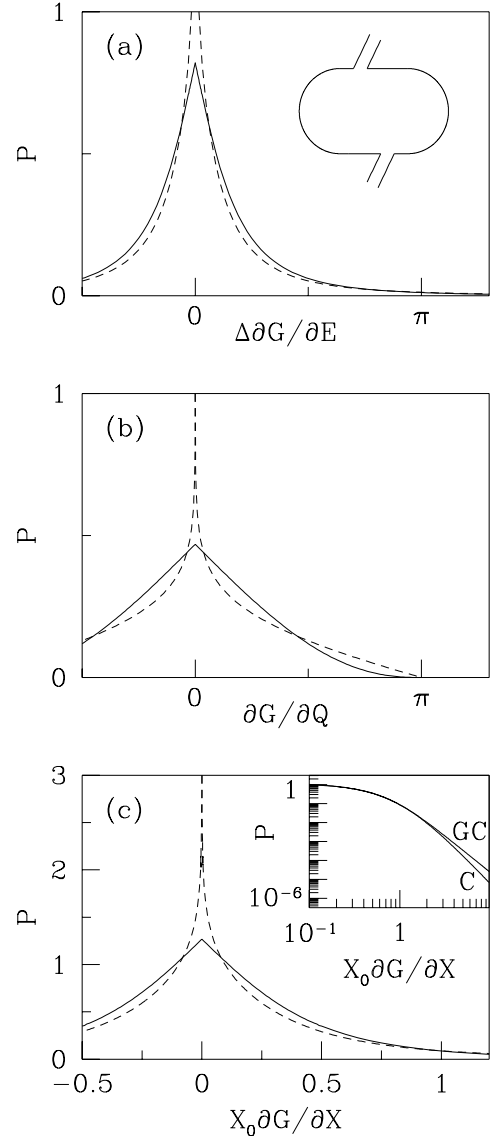 1
(a)
P
0
0
π
Δ∂G/∂E
1
(b)
P
0
0
π
∂G/∂Q
3
(c)
2
P
1
0
−0.5
0
0.5
1
X₀∂G/∂X
1
P
10⁻⁶
GC
C
10⁻¹
1
X₀∂G/∂X